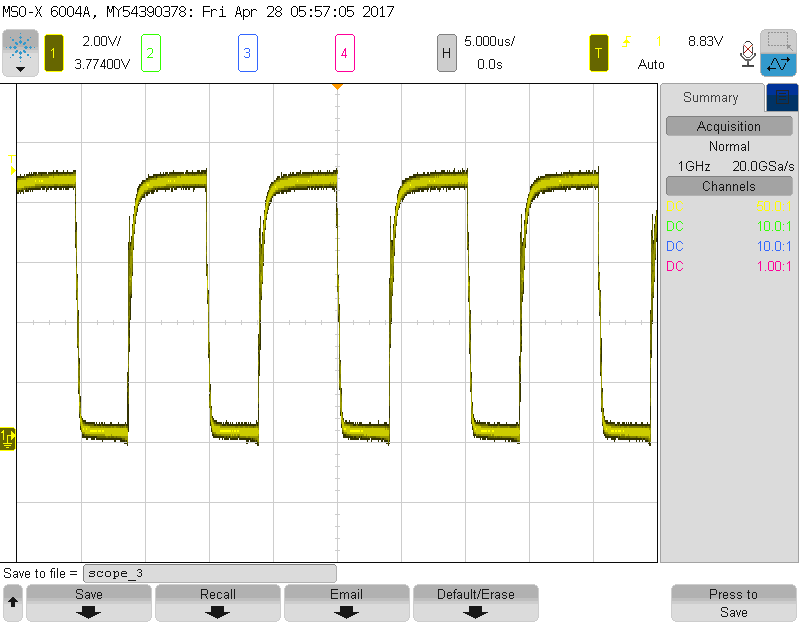 MSO-X 6004A, MY54390378: Fri Apr 28 05:57:05 2017
1 2.00V/ 2 3 4 H 5.000us/ T 1 8.83V
3.77400V 0.0s Auto
Summary
Acquisition
Normal
1GHz 20.0GSa/s
Channels
DC
DC 10.0:1
DC 10.0:1
DC 1.00:1
T
1
Save to file = scope_3
Save Recall Email Default/Erase Press to
Save